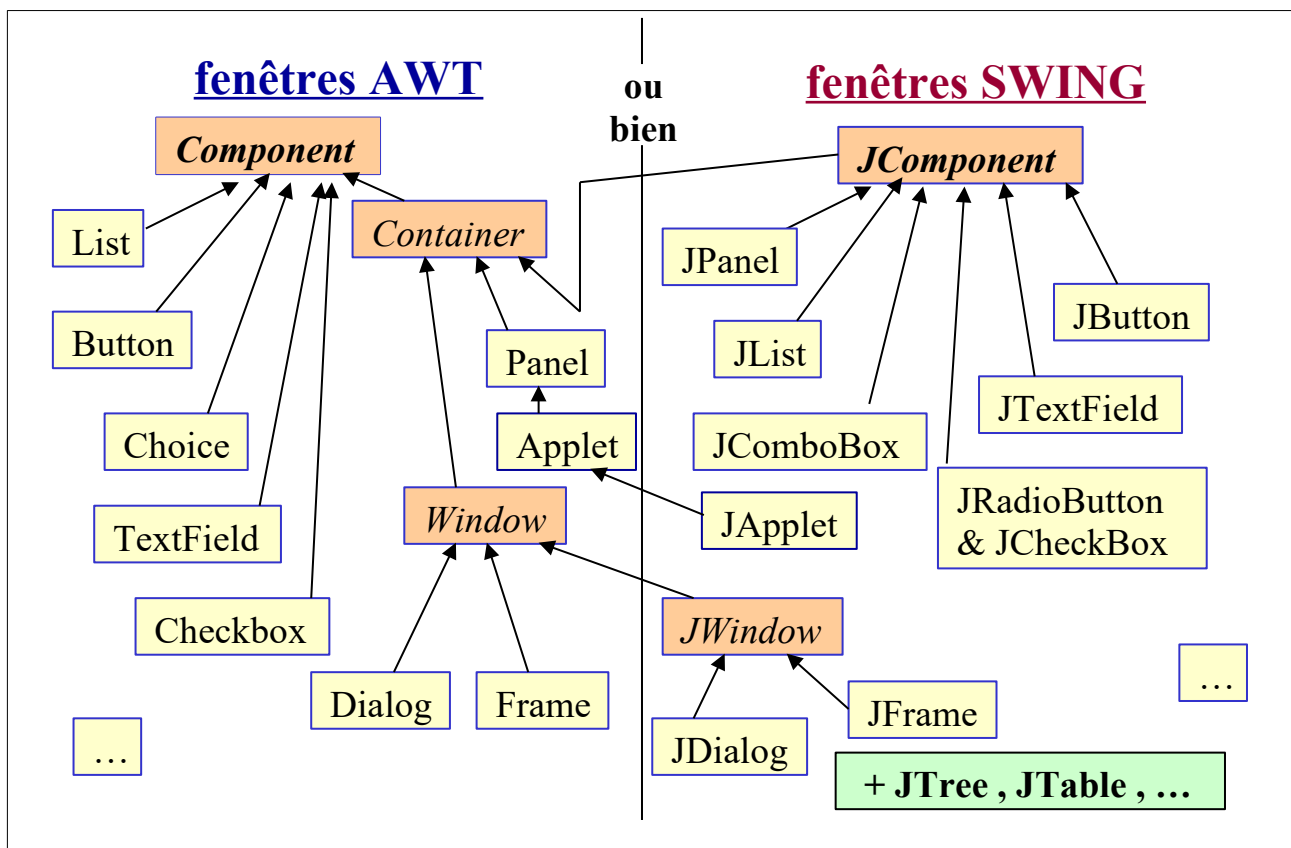 fenêtres AWT
ou
bien
fenêtres SWING
Component
List
Container
Button
Panel
Choice
Applet
TextField
Window
Checkbox
Dialog
Frame
…
JComponent
JPanel
JButton
JList
JTextField
JComboBox
JRadioButton
& JCheckBox
JApplet
JWindow
JFrame
JDialog
…
+ JTree , JTable , …